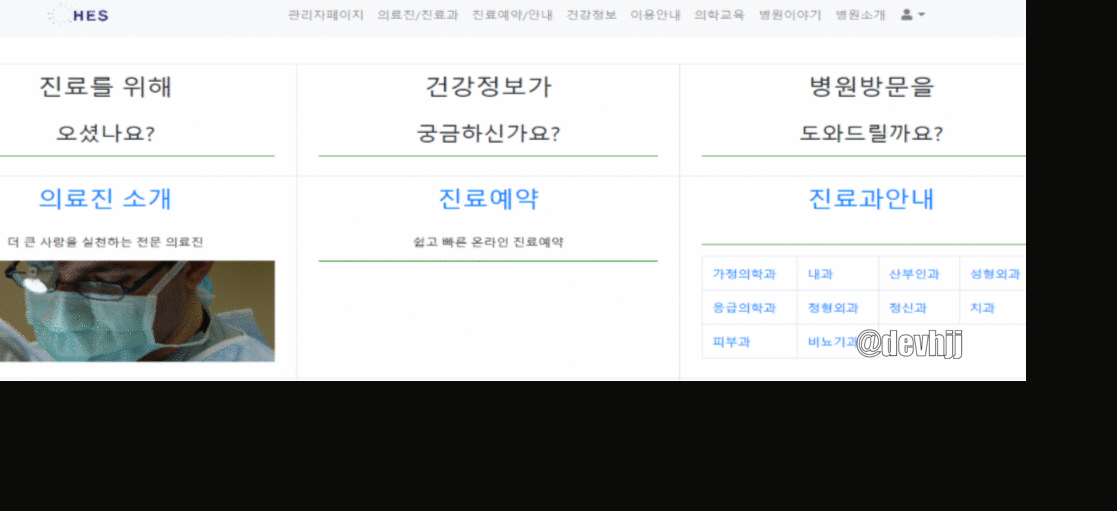 HES
관리자페이지 의료진/진료과 진료예약/안내 건강정보 이용안내 의학교육 병원이야기 병원소개
진료를 위해
오셨나요?
건강정보가
궁금하신가요?
병원방문을
도와드릴까요?
의료진 소개
더 큰 사랑을 실천하는 전문 의료진
진료예약
쉽고 빠른 온라인 진료예약
진료과안내
가정의학과 내과 산부인과 성형외과
응급의학과 정형외과 정신과 치과
피부과 비뇨기과
@devhjj